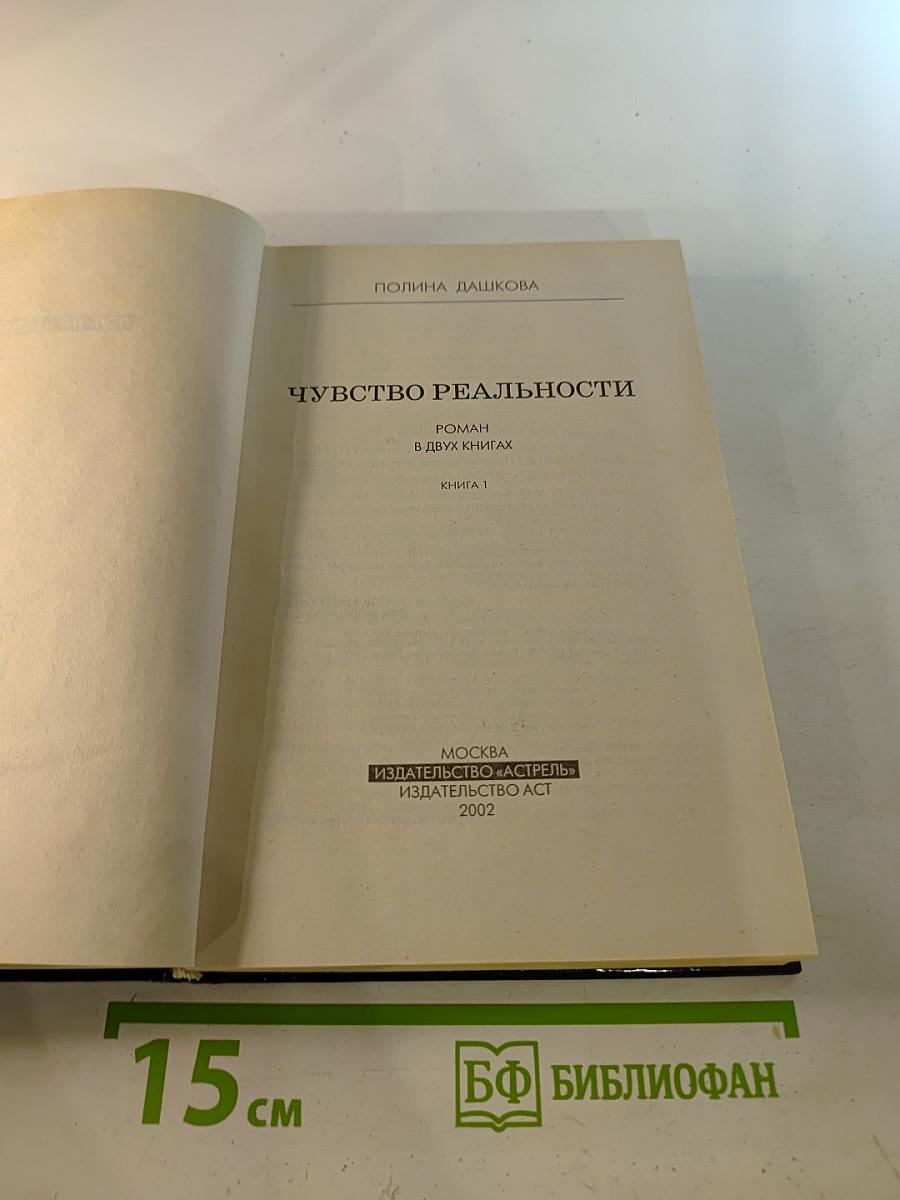 ПОЛИНА ДАШКОВА
ЧУВСТВО РЕАЛЬНОСТИ
РОМАН
В ДВУХ КНИГАХ
КНИГА 1
МОСКВА
ИЗДАТЕЛЬСТВО «АСТРЕЛЬ»
ИЗДАТЕЛЬСТВО АСТ
2002
15 см
БФ БИБЛИОФАН